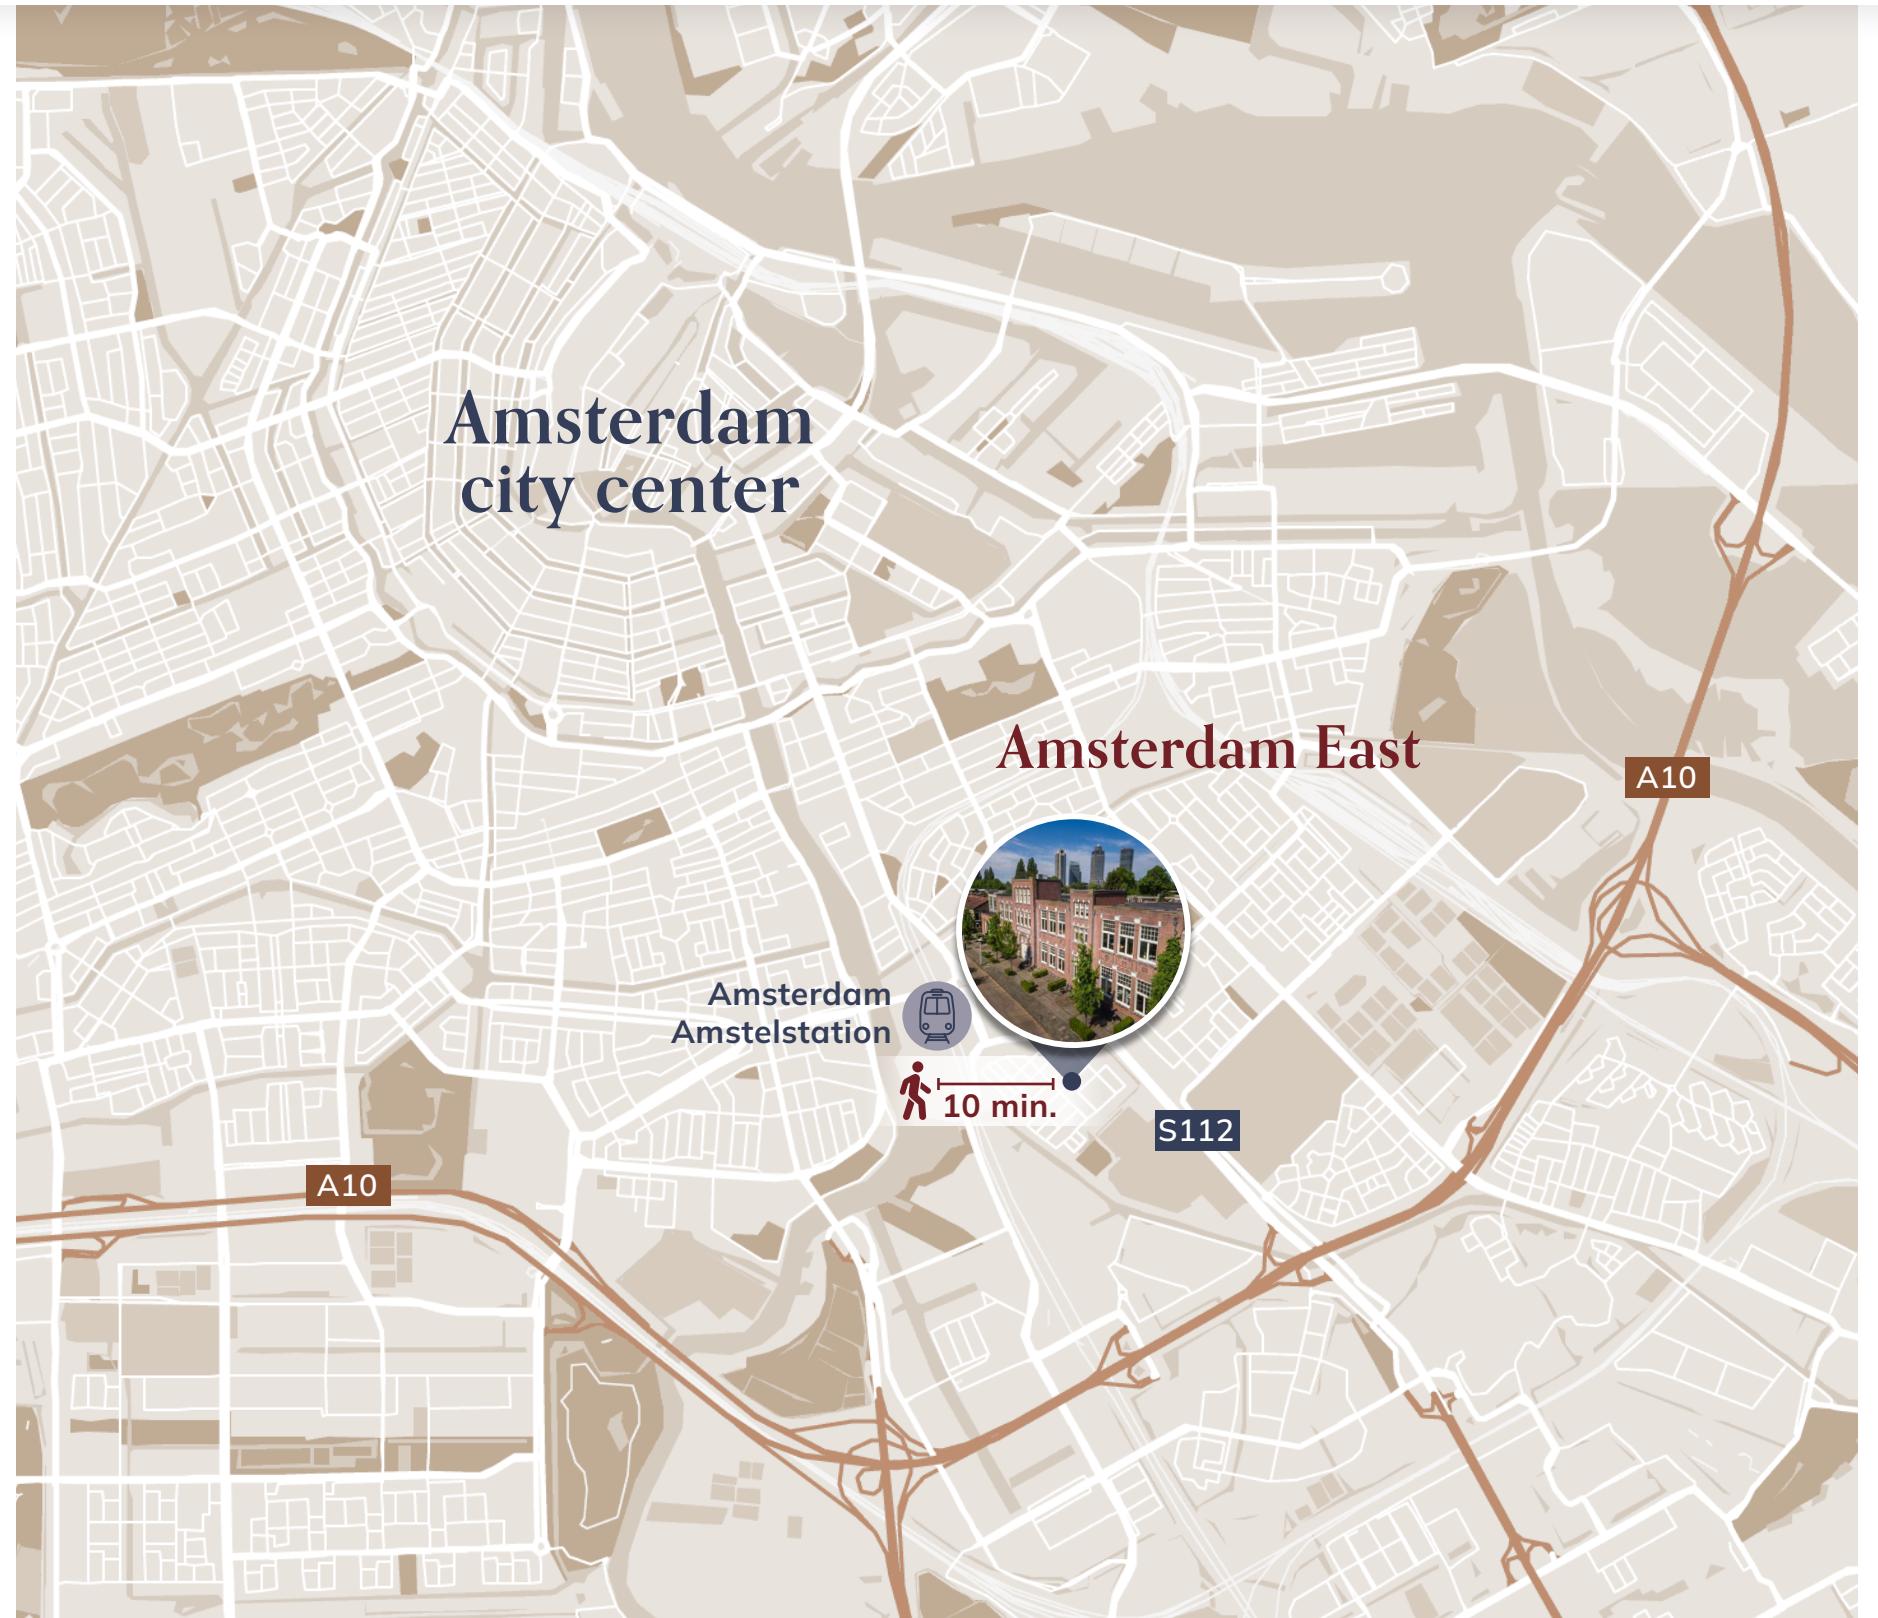 Amsterdam
city center
Amsterdam East
A10
Amsterdam
Amstelstation
10 min.
S112
A10